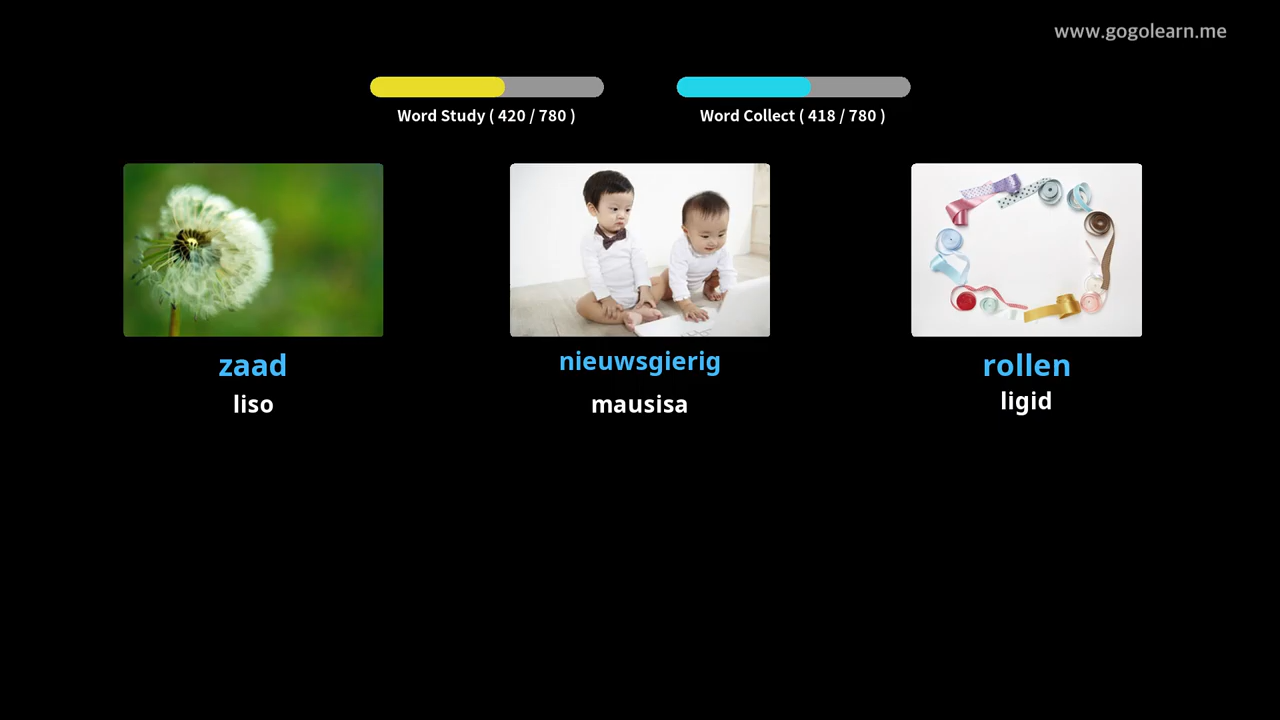 www.gogolearn.me
Word Study ( 420 / 780 )
Word Collect ( 418 / 780 )
zaad
liso
nieuwsgierig
mausisa
rollen
ligid